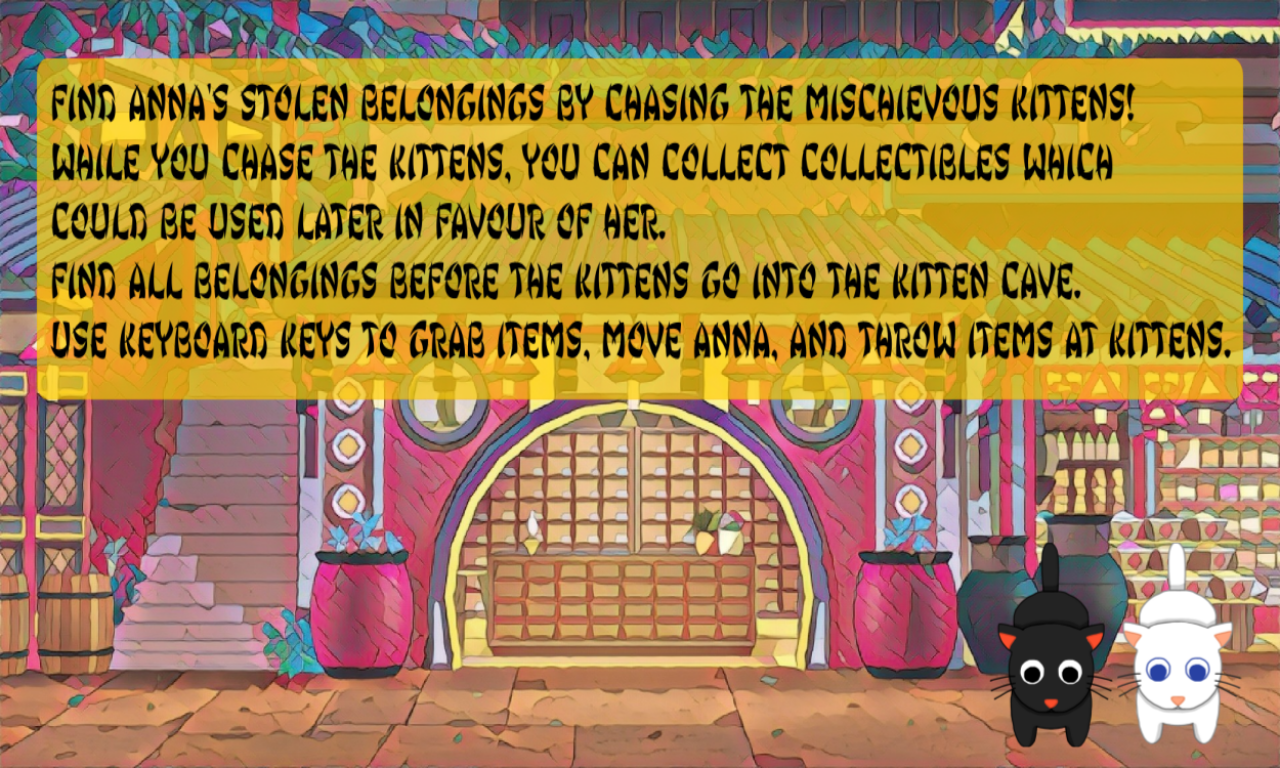 FIND ANNA'S STOLEN BELONGINGS BY CHASING THE MISCHIEVOUS KITTENS!
WHILE YOU CHASE THE KITTENS, YOU CAN COLLECT COLLECTIBLES WHICH
COULD BE USED LATER IN FAVOUR OF HER.
FIND ALL BELONGINGS BEFORE THE KITTENS GO INTO THE KITTEN CAVE.
USE KEYBOARD KEYS TO GRAB ITEMS, MOVE ANNA, AND THROW ITEMS AT KITTENS.